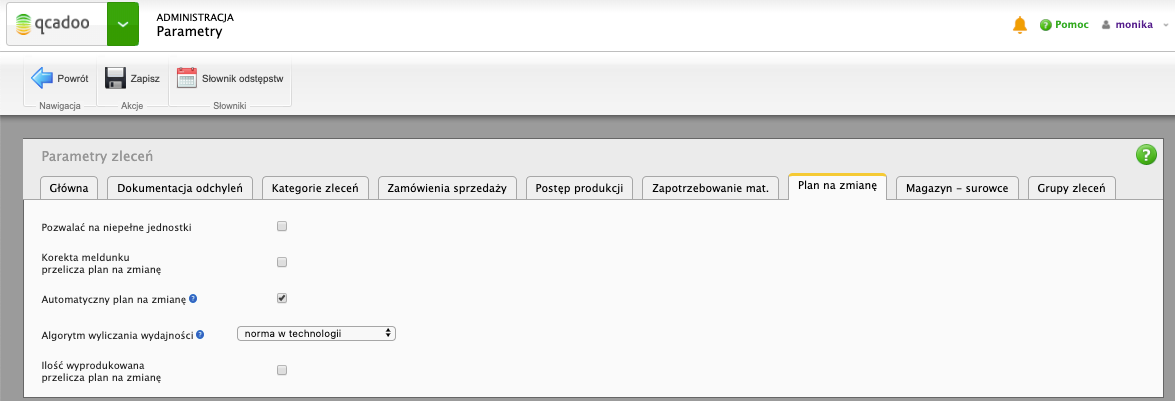 qcadoo
ADMINISTRACJA
Parametry
Pomoc
monika
Powrót
Zapisz
Słownik odstępstw
Nawigacja
Akcje
Słowniki
Parametry zleceń
Główna
Dokumentacja odchyleń
Kategorie zleceń
Zamówienia sprzedaży
Postęp produkcji
Zapotrzebowanie mat.
Plan na zmianę
Magazyn - surowce
Grupy zleceń
Pozwalać na niepełne jednostki
Korekta meldunku
przelicza plan na zmianę
Automatyczny plan na zmianę
Algorytm wyliczania wydajności
norma w technologii
Ilość wyprodukowana
przelicza plan na zmianę